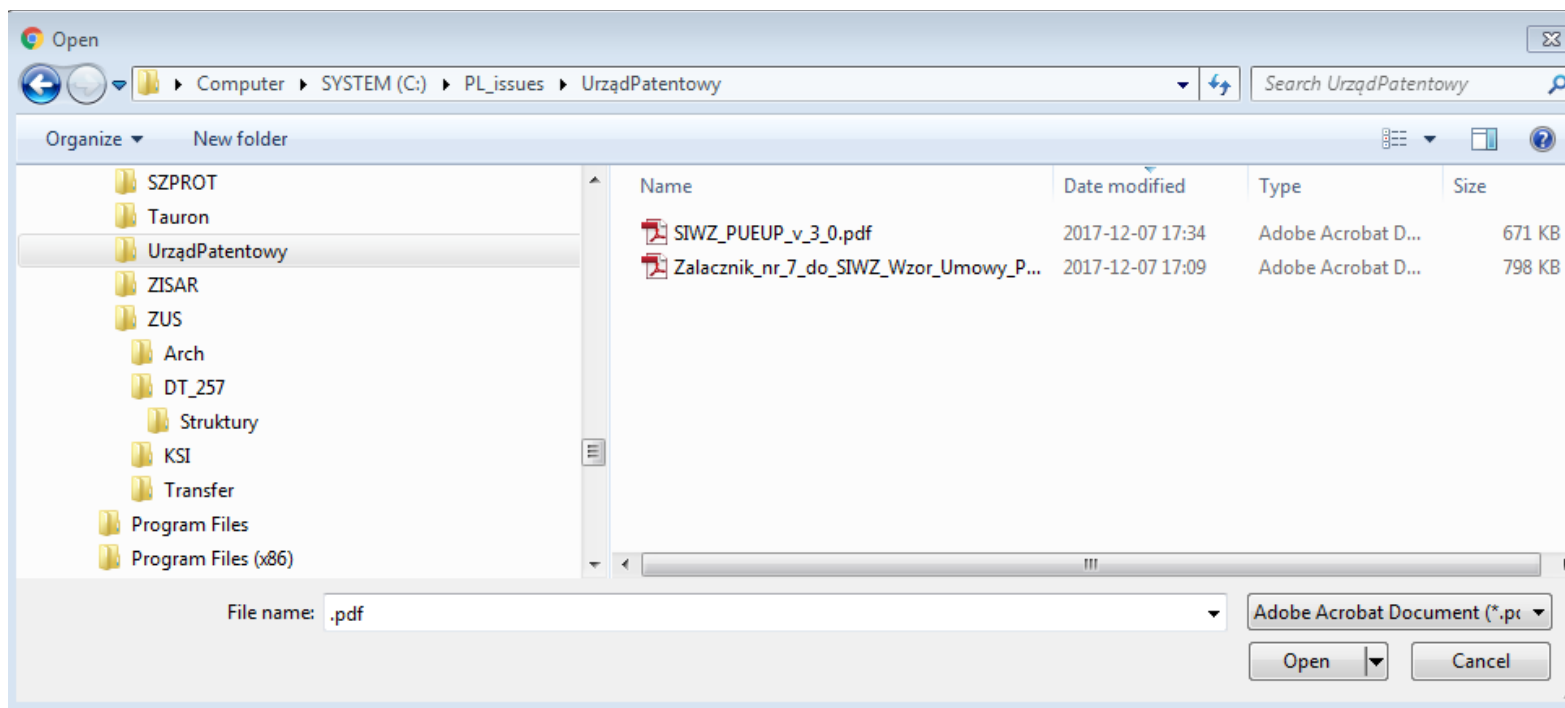 Open
Computer SYSTEM (C:) PL_issues UrządPatentowy Search UrządPatentowy
Organize New folder
SZPROT
Tauron
UrządPatentowy
ZISAR
ZUS
Arch
DT_257
Struktury
KSI
Transfer
Program Files
Program Files (x86)
Name Date modified Type Size
SIWZ_PUEUP_v_3_0.pdf 2017-12-07 17:34 Adobe Acrobat D... 671 KB
Zalacznik_nr_7_do_SIWZ_Wzor_Umowy_P... 2017-12-07 17:09 Adobe Acrobat D... 798 KB
File name: .pdf Adobe Acrobat Document (*.pd
Open Cancel